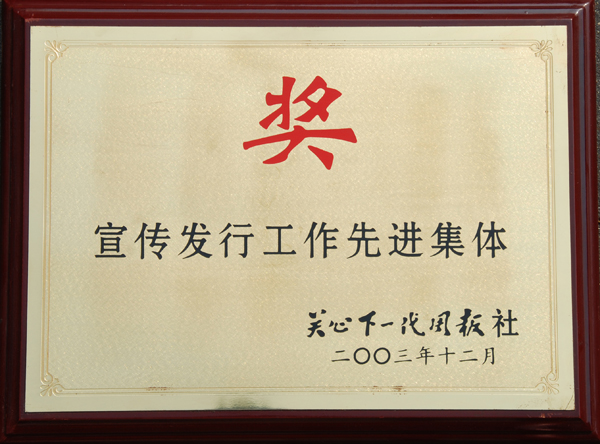 奖
宣传发行工作先进集体
关心下一代周报社
二〇〇三年十二月